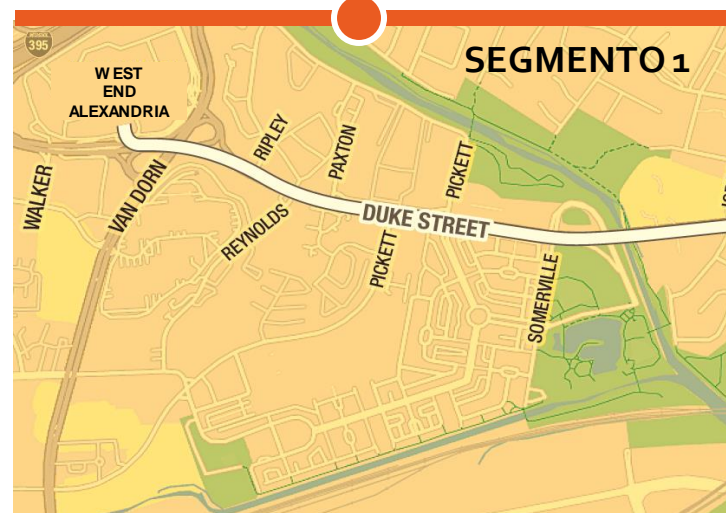 395
SEGMENTO 1
WEST
END
ALEXANDRIA
RIPLEY
PAXTON
PICKETT
WALKER
VAN DORN
REYNOLDS
DUKE STREET
PICKETT
SOMERVILLE